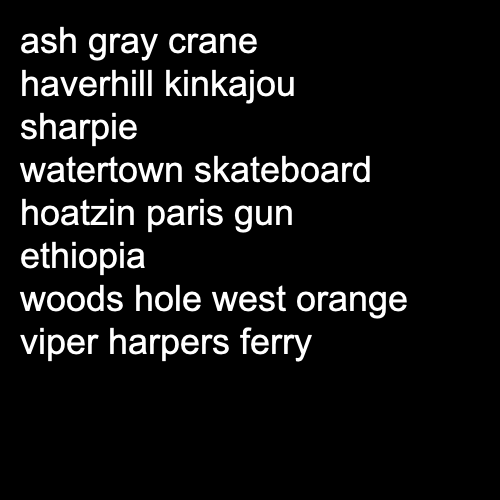 ash gray crane
haverhill kinkajou
sharpie
watertown skateboard
hoatzin paris gun
ethiopia
woods hole west orange
viper harpers ferry